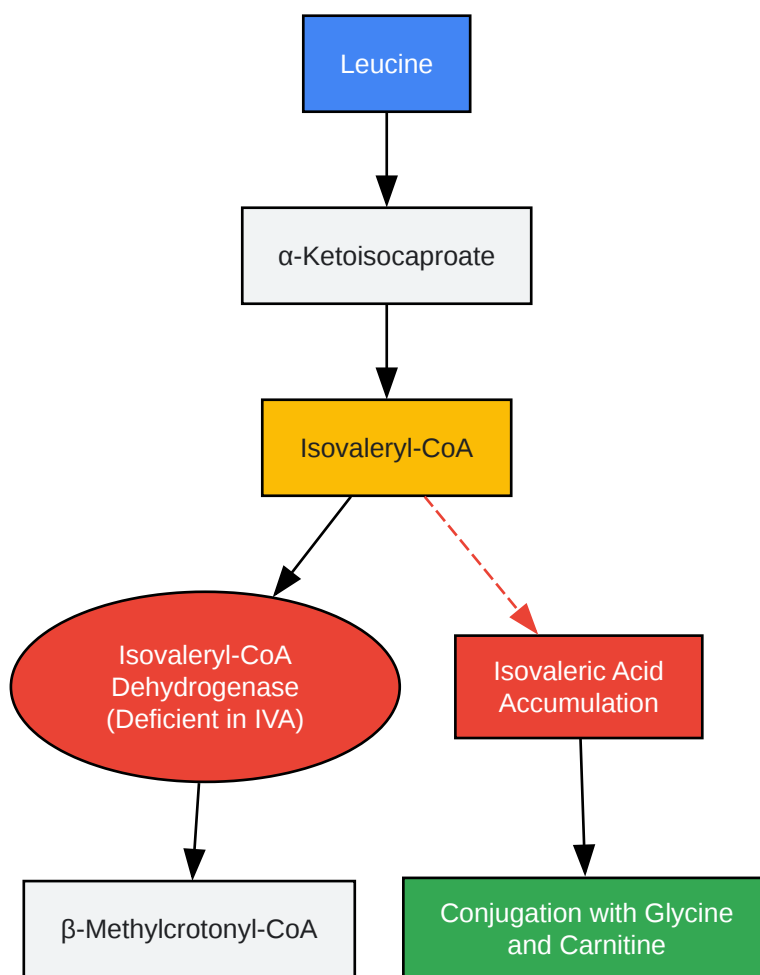 Leucine
α-Ketoisocaproate
Isovaleryl-CoA
Isovaleryl-CoA
Dehydrogenase
(Deficient in IVA)
Isovaleric Acid
Accumulation
β-Methylcrotonyl-CoA
Conjugation with Glycine
and Carnitine